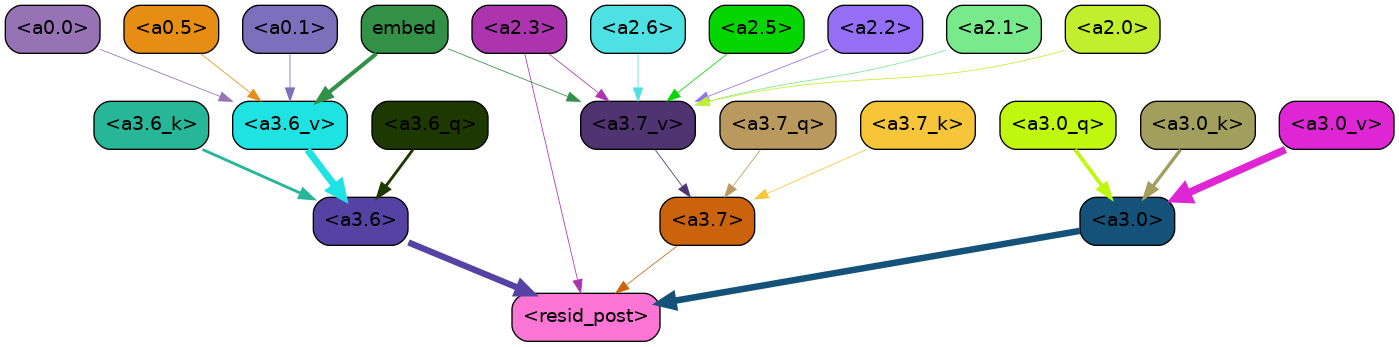 <a0.0> <a0.5> <a0.1> embed <a2.3> <a2.6> <a2.5> <a2.2> <a2.1> <a2.0>
<a3.6_k> <a3.6_v> <a3.6_q> <a3.7_v> <a3.7_q> <a3.7_k> <a3.0_q> <a3.0_k> <a3.0_v>
<a3.6> <a3.7> <a3.0>
<resid_post>